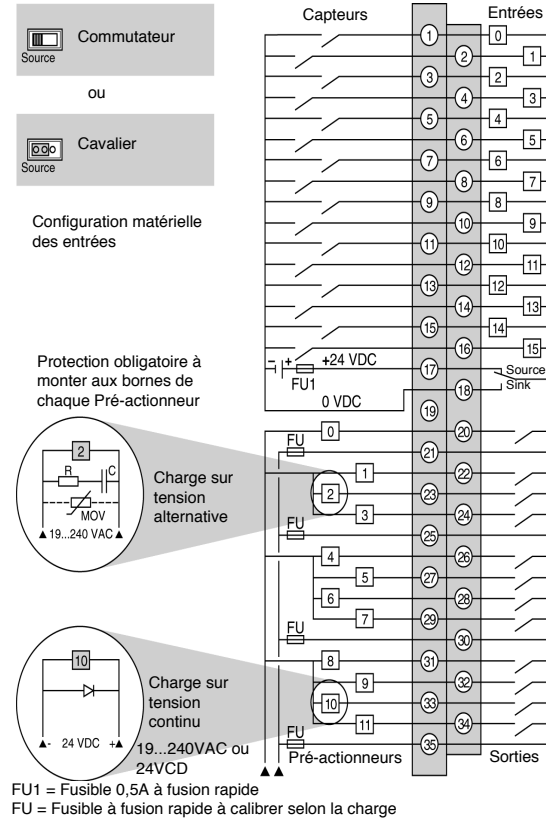 Capteurs
Entrées
Source
Commutateur
ou
Source
Cavalier
Configuration matérielle
des entrées
1 0
2 1
3 2
4 3
5 4
6 5
7 6
8 7
9 8
10 9
11 10
12 11
13 12
14 13
15 14
16 15
- + +24 VDC 17 Source
FU1
18 Sink
0 VDC 19
Protection obligatoire à
monter aux bornes de
chaque Pré-actionneur
0 20
FU 21
1 22
2 23
3 24
FU 25
4 26
5 27
6 28
7 29
FU 30
8 31
9 32
10 33
11 34
FU 35
2
R C
MOV
19...240 VAC
Charge sur
tension
alternative
10
- 24 VDC +
Charge sur
tension
continu
19...240VAC ou
24VCD
Pré-actionneurs
Sorties
FU1 = Fusible 0,5A à fusion rapide
FU = Fusible à fusion rapide à calibrer selon la charge